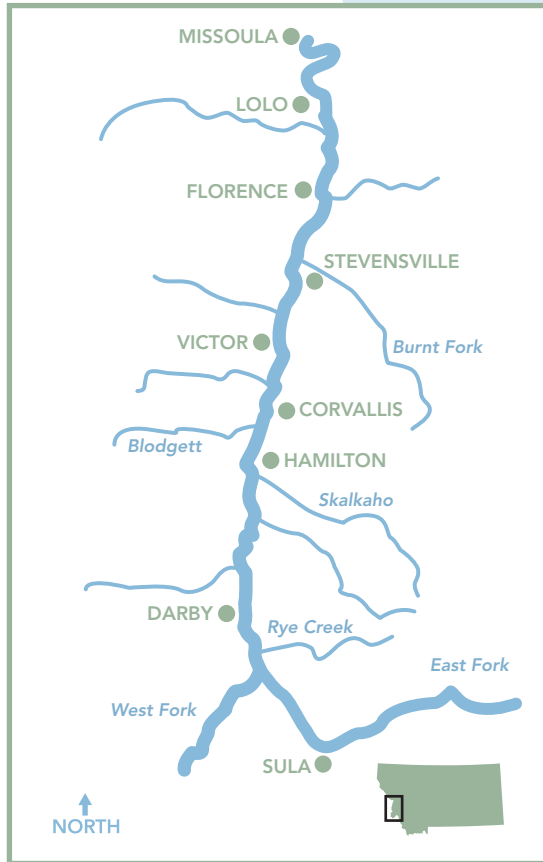 MISSOULA
LOLO
FLORENCE
STEVENSVILLE
VICTOR
Burnt Fork
CORVALLIS
Blodgett
HAMILTON
Skalkaho
DARBY
Rye Creek
East Fork
West Fork
SULA
NORTH